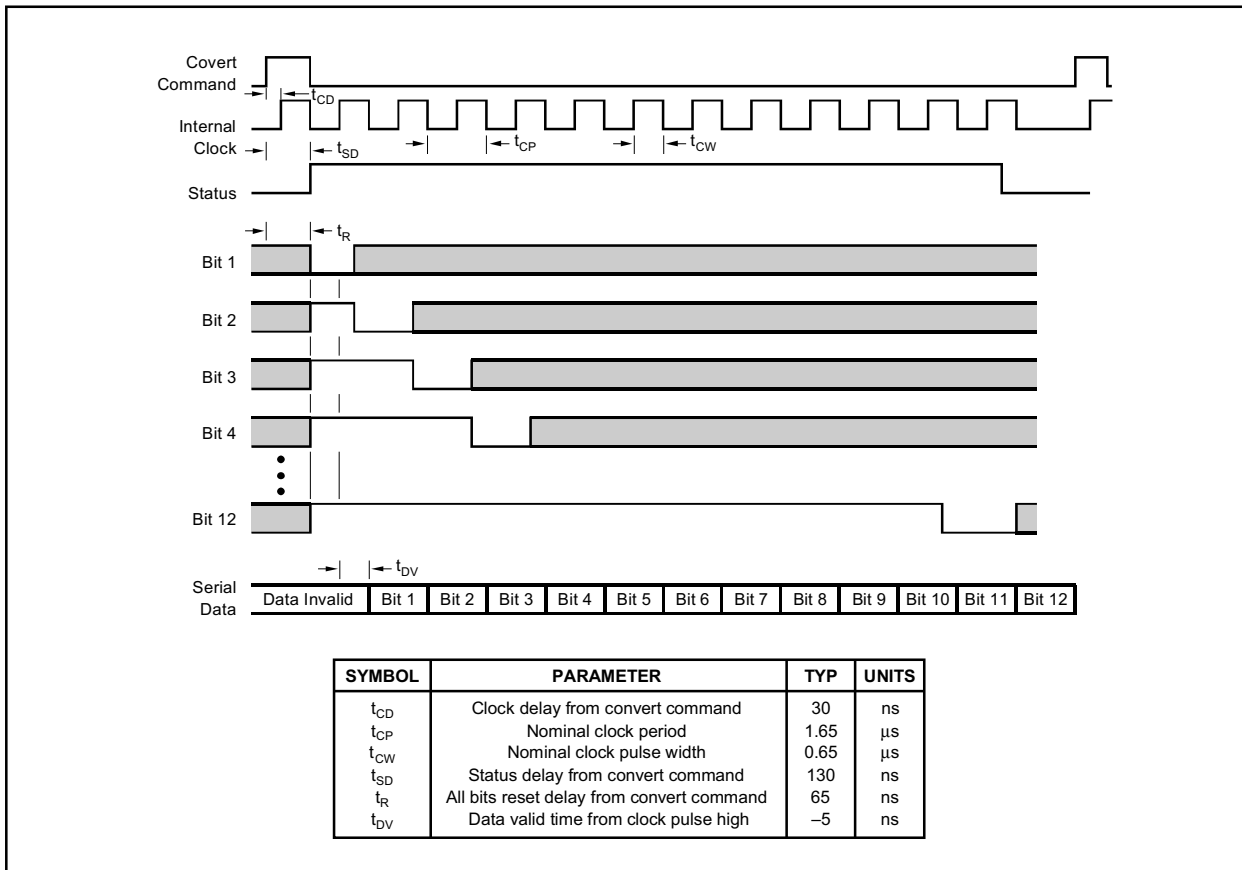 Covert
Command
tCD
Internal
Clock
tCP
tCW
tSD
Status
tR
Bit 1
Bit 2
Bit 3
Bit 4
Bit 12
tDV
Serial
Data
Data Invalid Bit 1 Bit 2 Bit 3 Bit 4 Bit 5 Bit 6 Bit 7 Bit 8 Bit 9 Bit 10 Bit 11 Bit 12
SYMBOL PARAMETER TYP UNITS
tCD Clock delay from convert command 30 ns
tCP Nominal clock period 1.65 µs
tCW Nominal clock pulse width 0.65 µs
tSD Status delay from convert command 130 ns
tR All bits reset delay from convert command 65 ns
tDV Data valid time from clock pulse high –5 ns